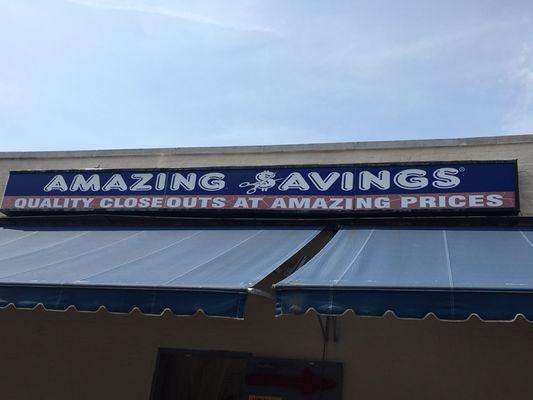 AMAZING $AVINGS®
QUALITY CLOSEOUTS AT AMAZING PRICES